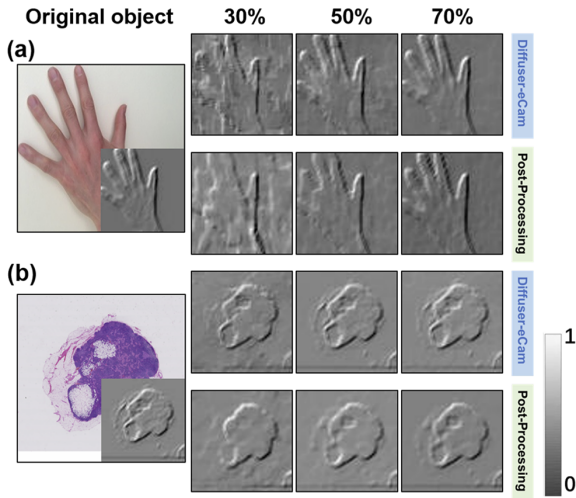 Original object 30% 50% 70%
(a)
Diffuser-eCam
Post-Processing
(b)
Diffuser-eCam
Post-Processing
1
0